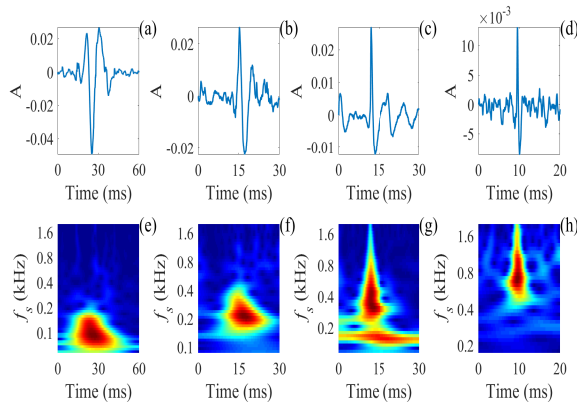 (a)
0.02
0
-0.02
-0.04
A
0 30 60
Time (ms)
(b)
0.02
0
-0.02
A
0 15 30
Time (ms)
(c)
0.02
0.01
0
-0.01
A
0 15 30
Time (ms)
×10⁻³
(d)
10
5
0
-5
A
0 10 20
Time (ms)
(e)
1.6
0.8
0.4
0.2
0.1
fₛ (kHz)
0 30 60
Time (ms)
(f)
1.6
0.8
0.4
0.2
0.1
fₛ (kHz)
0 15 30
Time (ms)
(g)
1.6
0.8
0.4
0.2
fₛ (kHz)
0 15 30
Time (ms)
(h)
1.6
0.8
0.4
0.2
fₛ (kHz)
0 10 20
Time (ms)